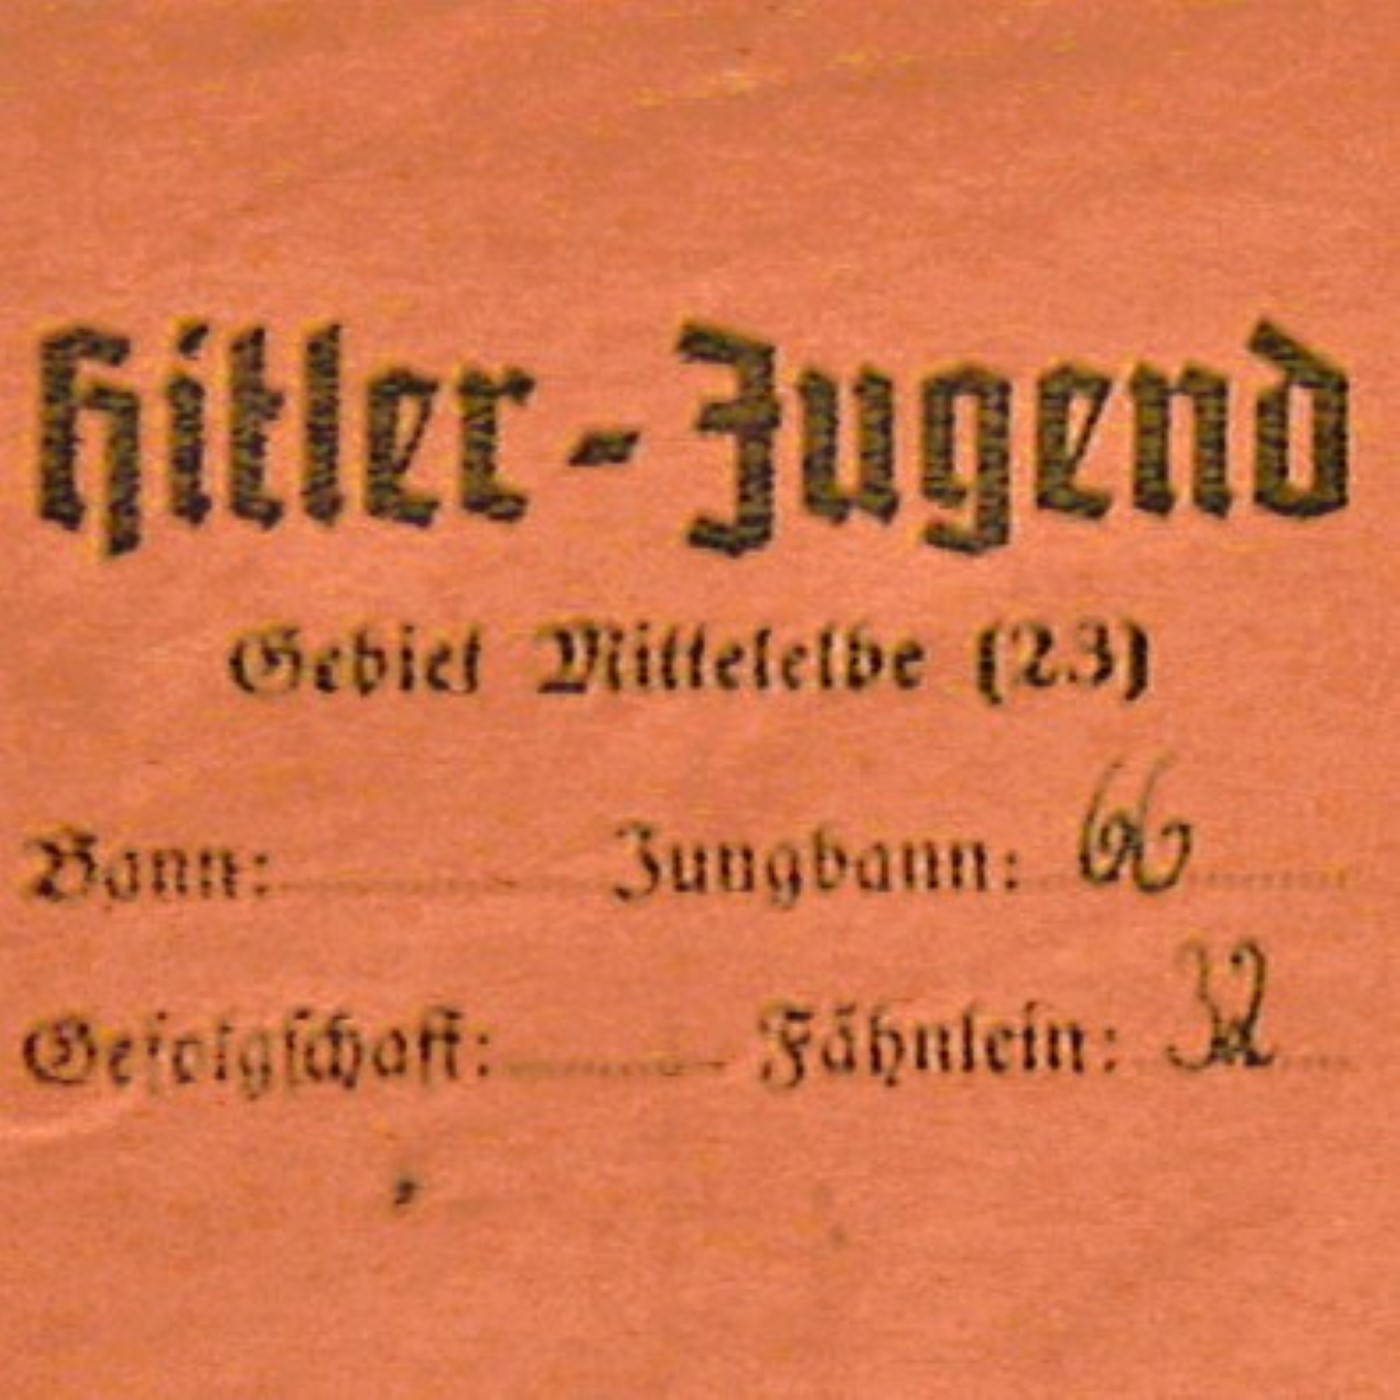 Hitler-Jugend
Gebiet Mittelelbe (23)
Bann: Jungbann: 66
Gefolgschaft: Fähnlein: 32